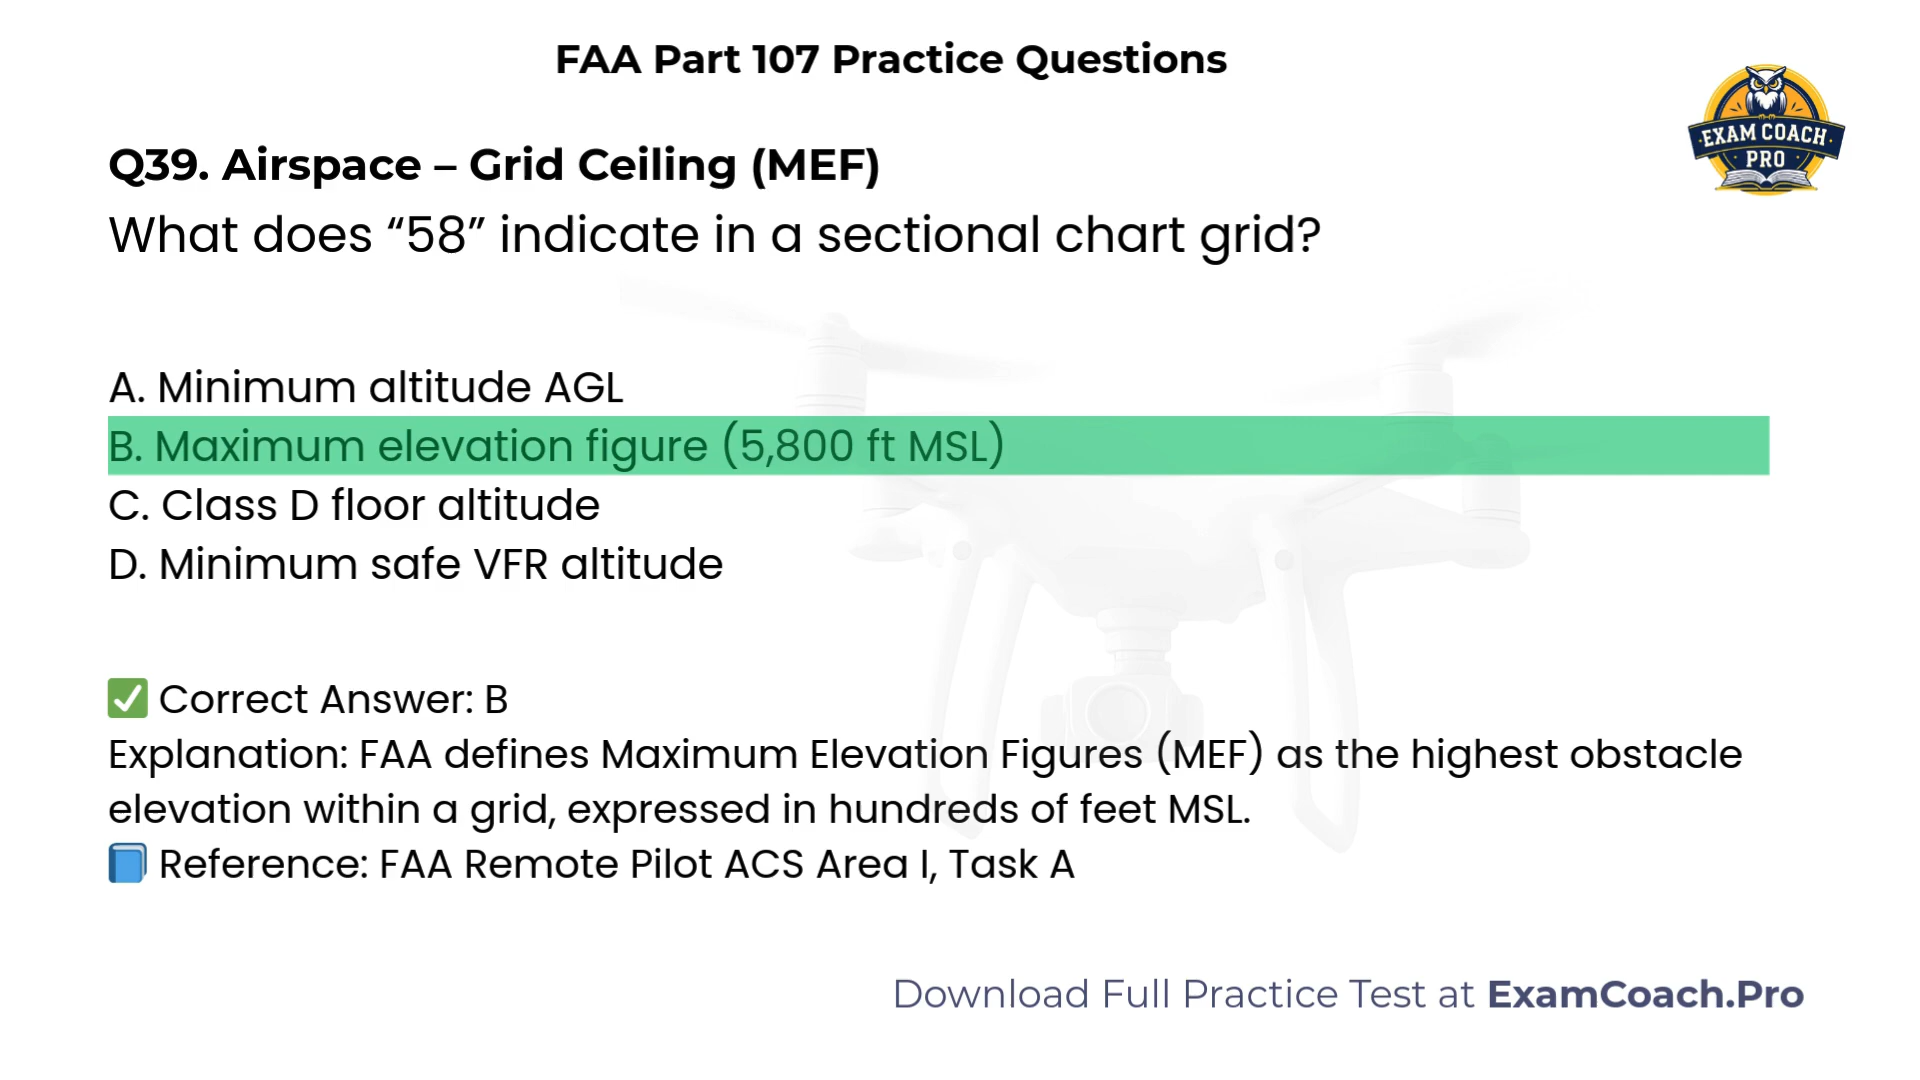 FAA Part 107 Practice Questions
EXAM COACH
PRO
Q39. Airspace – Grid Ceiling (MEF)
What does “58” indicate in a sectional chart grid?
A. Minimum altitude AGL
B. Maximum elevation figure (5,800 ft MSL)
C. Class D floor altitude
D. Minimum safe VFR altitude
✅ Correct Answer: B
Explanation: FAA defines Maximum Elevation Figures (MEF) as the highest obstacle
elevation within a grid, expressed in hundreds of feet MSL.
📘 Reference: FAA Remote Pilot ACS Area I, Task A
Download Full Practice Test at ExamCoach.Pro